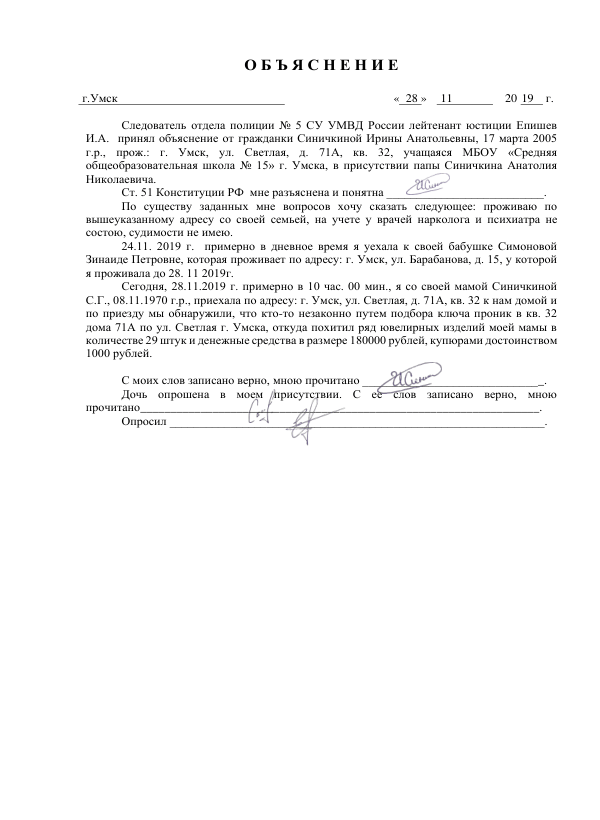 О Б Ъ Я С Н Е Н И Е
г.Умск « 28 » 11 20 19 г.
Следователь отдела полиции № 5 СУ УМВД России лейтенант юстиции Епишев
И.А. принял объяснение от гражданки Синичкиной Ирины Анатольевны, 17 марта 2005
г.р., прож.: г. Умск, ул. Светлая, д. 71А, кв. 32, учащаяся МБОУ «Средняя
общеобразовательная школа № 15» г. Умска, в присутствии папы Синичкина Анатолия
Николаевича.
Ст. 51 Конституции РФ мне разъяснена и понятна ___________________________.
По существу заданных мне вопросов хочу сказать следующее: проживаю по
вышеуказанному адресу со своей семьей, на учете у врачей нарколога и психиатра не
состою, судимости не имею.
24.11. 2019 г. примерно в дневное время я уехала к своей бабушке Симоновой
Зинаиде Петровне, которая проживает по адресу: г. Умск, ул. Барабанова, д. 15, у которой
я проживала до 28. 11 2019г.
Сегодня, 28.11.2019 г. примерно в 10 час. 00 мин., я со своей мамой Синичкиной
С.Г., 08.11.1970 г.р., приехала по адресу: г. Умск, ул. Светлая, д. 71А, кв. 32 к нам домой и
по приезду мы обнаружили, что кто-то незаконно путем подбора ключа проник в кв. 32
дома 71А по ул. Светлая г. Умска, откуда похитил ряд ювелирных изделий моей мамы в
количестве 29 штук и денежные средства в размере 180000 рублей, купюрами достоинством
1000 рублей.
С моих слов записано верно, мною прочитано ______________________________.
Дочь опрошена в моем присутствии. С ее слов записано верно, мною
прочитано____________________________________________________________________.
Опросил ________________________________________________________________.